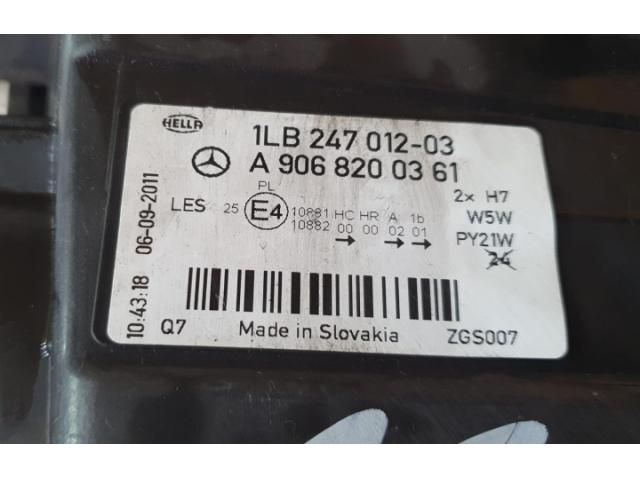 HELLA
1LB 247 012-03
A 906 820 03 61
10:43:18 06-09-2011
PL
LES 25 E4 10881 HC HR A 1b
10882 00 00 02 01
2x H7
W5W
PY21W
24
Q7 Made in Slovakia ZGS007